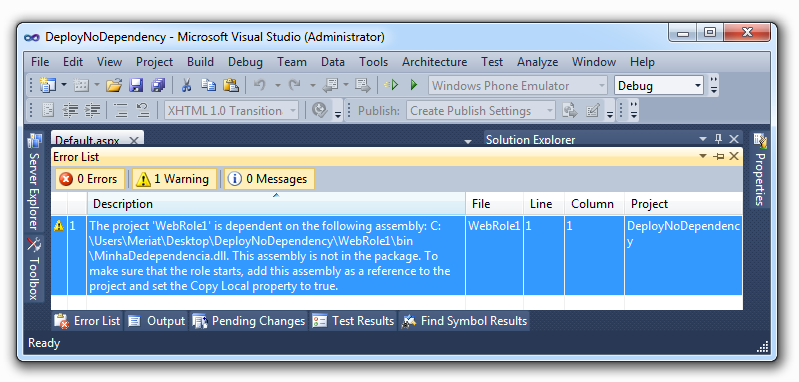 DeployNoDependency - Microsoft Visual Studio (Administrator)
File Edit View Project Build Debug Team Data Tools Architecture Test Analyze Window Help
Windows Phone Emulator Debug
XHTML 1.0 Transition Publish: Create Publish Settings
Default.aspx Solution Explorer
Server Explorer
Toolbox
Error List
0 Errors 1 Warning 0 Messages
Description File Line Column Project
1 The project 'WebRole1' is dependent on the following assembly: C: WebRole1 1 1 DeployNoDependenc
\Users\Meriat\Desktop\DeployNoDependency\WebRole1\bin y
\MinhaDedependencia.dll. This assembly is not in the package. To
make sure that the role starts, add this assembly as a reference to the
project and set the Copy Local property to true.
Properties
Error List Output Pending Changes Test Results Find Symbol Results
Ready